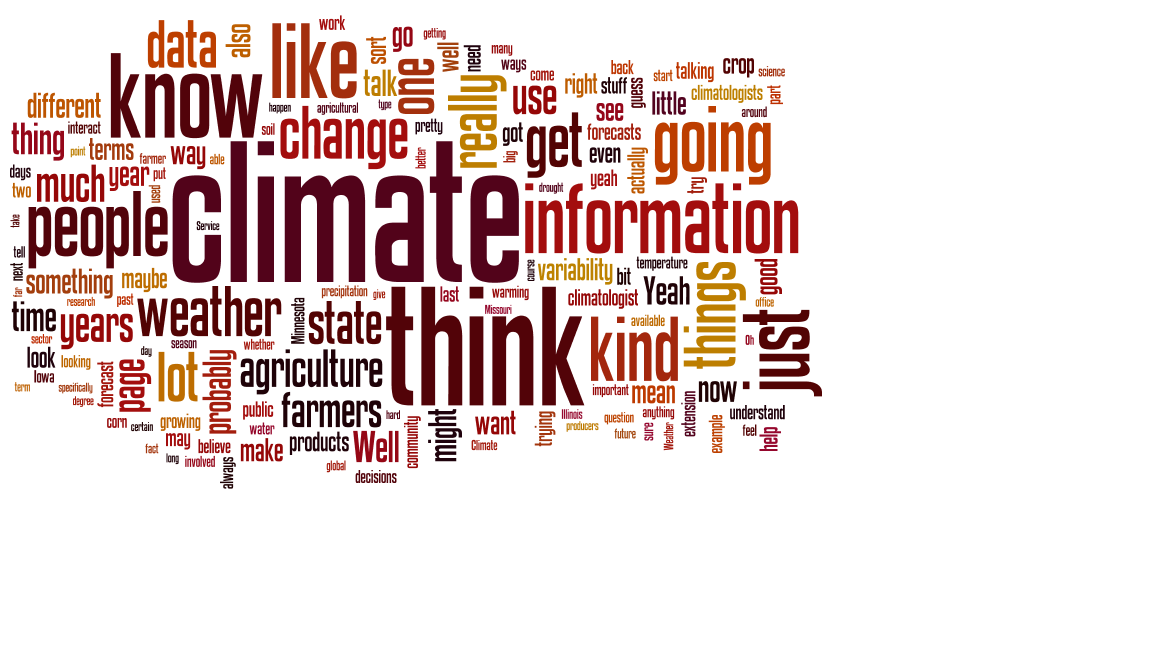 work
data
also
like
sort
go
getting
well
need
many
ways
know
talk
one
really
come
back
start
talking
crop
science
right
stuff
guess
see
little
climatologists
part
around
use
different
happen
agricultural
type
thing
interact
soil
change
pretty
got
get
forecasts
going
point
terms
farmer
way
able
better
big
even
actually
days
two
much
year
put
used
yeah
drought
try
climate
take
people
Service
information
tell
next
something
maybe
course
variability
bit
temperature
good
far
research
past
precipitation
give
last
warming
climatologist
Yeah
things
office
time
sector
years
weather
Minnesota
state
think
Missouri
kind
available
Oh
just
season
whether
look
looking
day
Iowa
term
specifically
degree
forecast
page
lot
probably
agriculture
important
mean
now
corn
certain
growing
public
water
farmers
hard
community
might
want
Climate
trying
Illinois
producers
question
future
anything
sure
Weather
extension
example
understand
feel
help
fact
may
believe
long
involved
always
make
products
Well
global
decisions